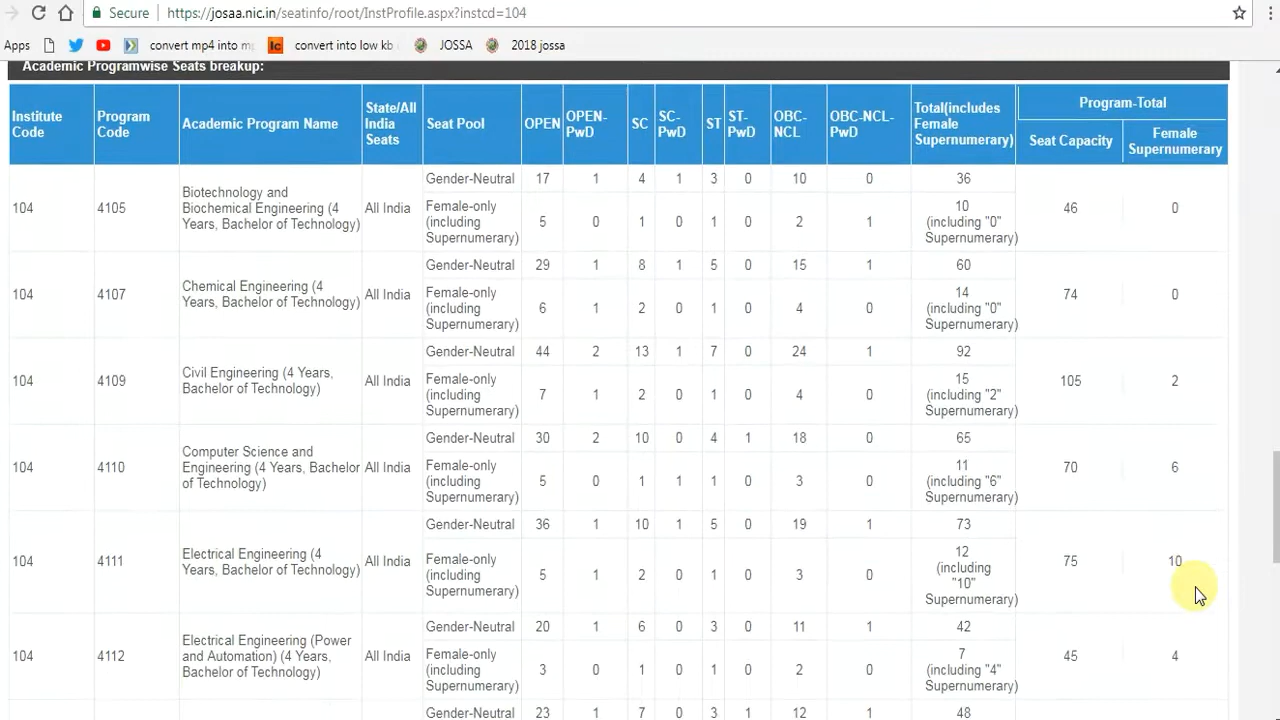 Secure https://josaa.nic.in/seatinfo/root/InstProfile.aspx?instcd=104
Apps convert mp4 into m convert into low kb JOSSA 2018 jossa
Academic Programwise Seats breakup:
Institute Code Program Code Academic Program Name State/All India Seats Seat Pool OPEN OPEN-PwD SC SC-PwD ST ST-PwD OBC-NCL OBC-NCL-PwD Total(includes Female Supernumerary) Program-Total
Seat Capacity Female Supernumerary
104 4105 Biotechnology and Biochemical Engineering (4 Years, Bachelor of Technology) All India Gender-Neutral 17 1 4 1 3 0 10 0 36 46 0
Female-only (including Supernumerary) 5 0 1 0 1 0 2 1 10 (including "0" Supernumerary)
104 4107 Chemical Engineering (4 Years, Bachelor of Technology) All India Gender-Neutral 29 1 8 1 5 0 15 1 60 74 0
Female-only (including Supernumerary) 6 1 2 0 1 0 4 0 14 (including "0" Supernumerary)
104 4109 Civil Engineering (4 Years, Bachelor of Technology) All India Gender-Neutral 44 2 13 1 7 0 24 1 92 105 2
Female-only (including Supernumerary) 7 1 2 0 1 0 4 0 15 (including "2" Supernumerary)
104 4110 Computer Science and Engineering (4 Years, Bachelor of Technology) All India Gender-Neutral 30 2 10 0 4 1 18 0 65 70 6
Female-only (including Supernumerary) 5 0 1 1 1 0 3 0 11 (including "6" Supernumerary)
104 4111 Electrical Engineering (4 Years, Bachelor of Technology) All India Gender-Neutral 36 1 10 1 5 0 19 1 73 75 10
Female-only (including Supernumerary) 5 1 2 0 1 0 3 0 12 (including "10" Supernumerary)
104 4112 Electrical Engineering (Power and Automation) (4 Years, Bachelor of Technology) All India Gender-Neutral 20 1 6 0 3 0 11 1 42 45 4
Female-only (including Supernumerary) 3 0 1 0 1 0 2 0 7 (including "4" Supernumerary)
Gender-Neutral 23 1 7 0 3 1 12 1 48